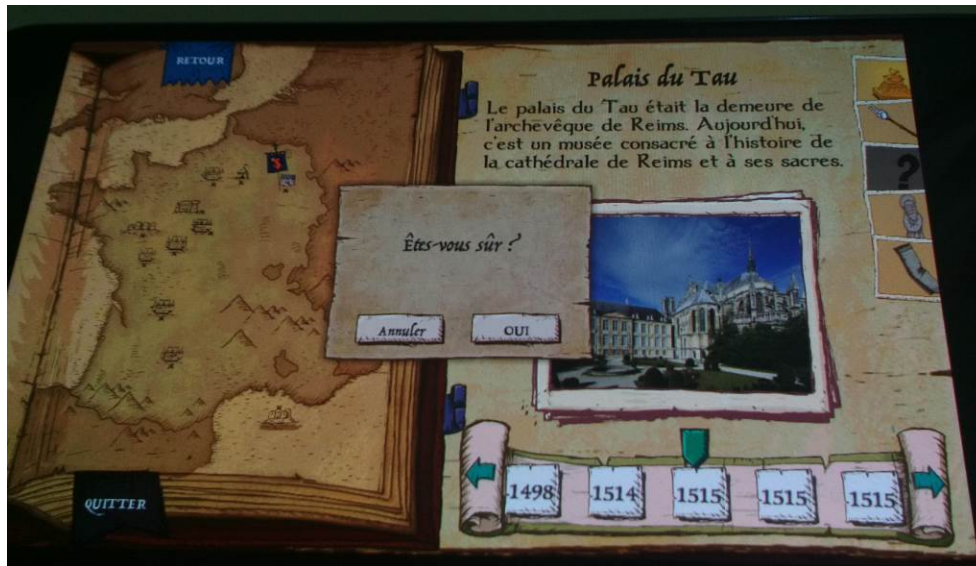 RETOUR
Palais du Tau
Le palais du Tau était la demeure de
l'archevêque de Reims. Aujourd'hui,
c'est un musée consacré à l'histoire de
la cathédrale de Reims et à ses sacres.
?
Êtes-vous sûr ?
Annuler
OUI
QUITTER
1498
1514
1515
1515
1515